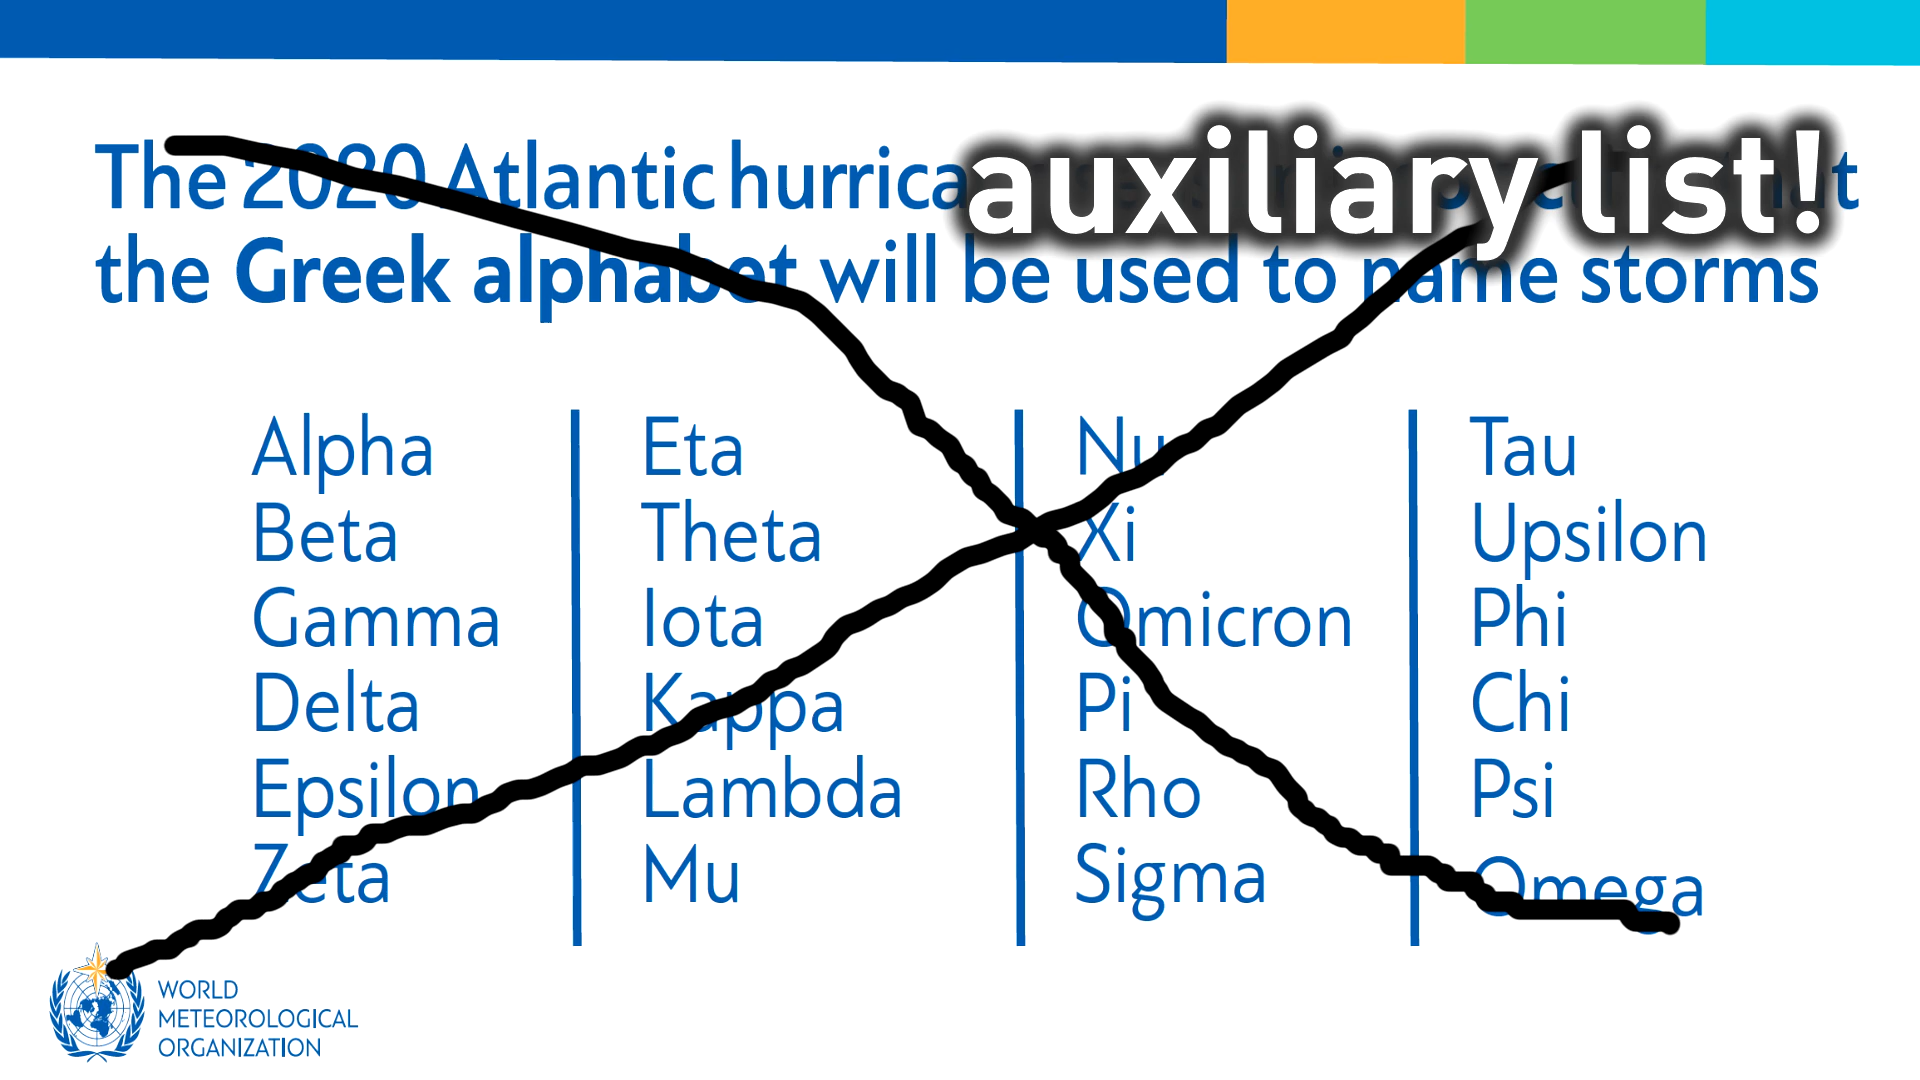 auxiliary list!
The 2020 Atlantic hurrica
the Greek alphabet will be used to name storms
Alpha
Beta
Gamma
Delta
Epsilon
Zeta
Eta
Theta
Iota
Kappa
Lambda
Mu
Nu
Xi
Omicron
Pi
Rho
Sigma
Tau
Upsilon
Phi
Chi
Psi
Omega
WORLD
METEOROLOGICAL
ORGANIZATION